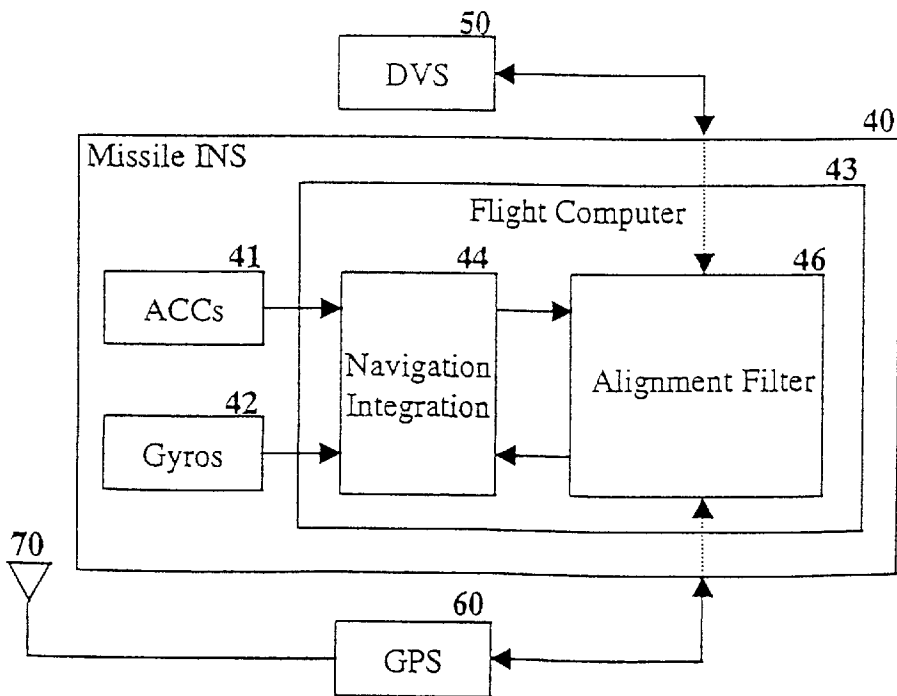 50
DVS
40
Missile INS
43
Flight Computer
41
ACCs
44
46
Navigation
Integration
Alignment Filter
42
Gyros
70
60
GPS